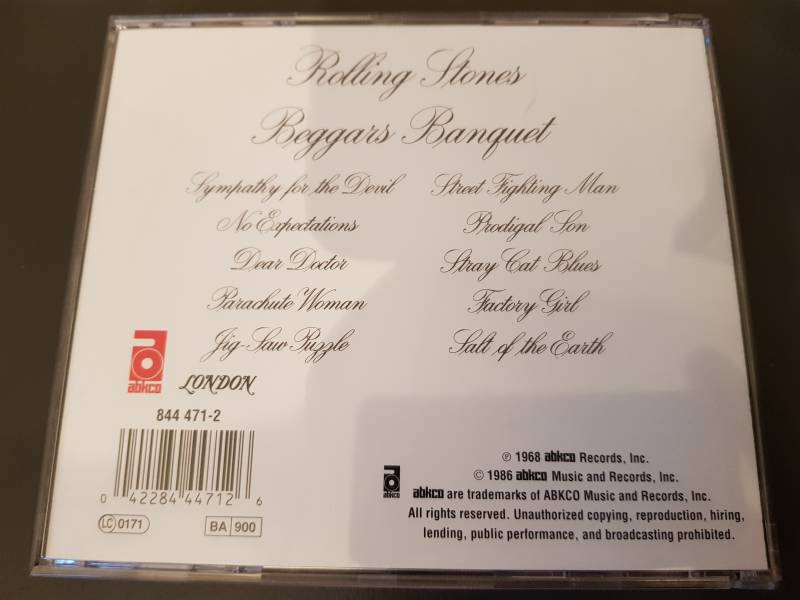 Rolling Stones
Beggars Banquet
Sympathy for the Devil
No Expectations
Dear Doctor
Parachute Woman
Jig-Saw Puzzle
Street Fighting Man
Prodigal Son
Stray Cat Blues
Factory Girl
Salt of the Earth
abkco
LONDON
844 471-2
0 42284 44712 6
LC 0171
BA 900
℗ 1968 abkco Records, Inc.
© 1986 abkco Music and Records, Inc.
abkco
abkco are trademarks of ABKCO Music and Records, Inc.
All rights reserved. Unauthorized copying, reproduction, hiring,
lending, public performance, and broadcasting prohibited.